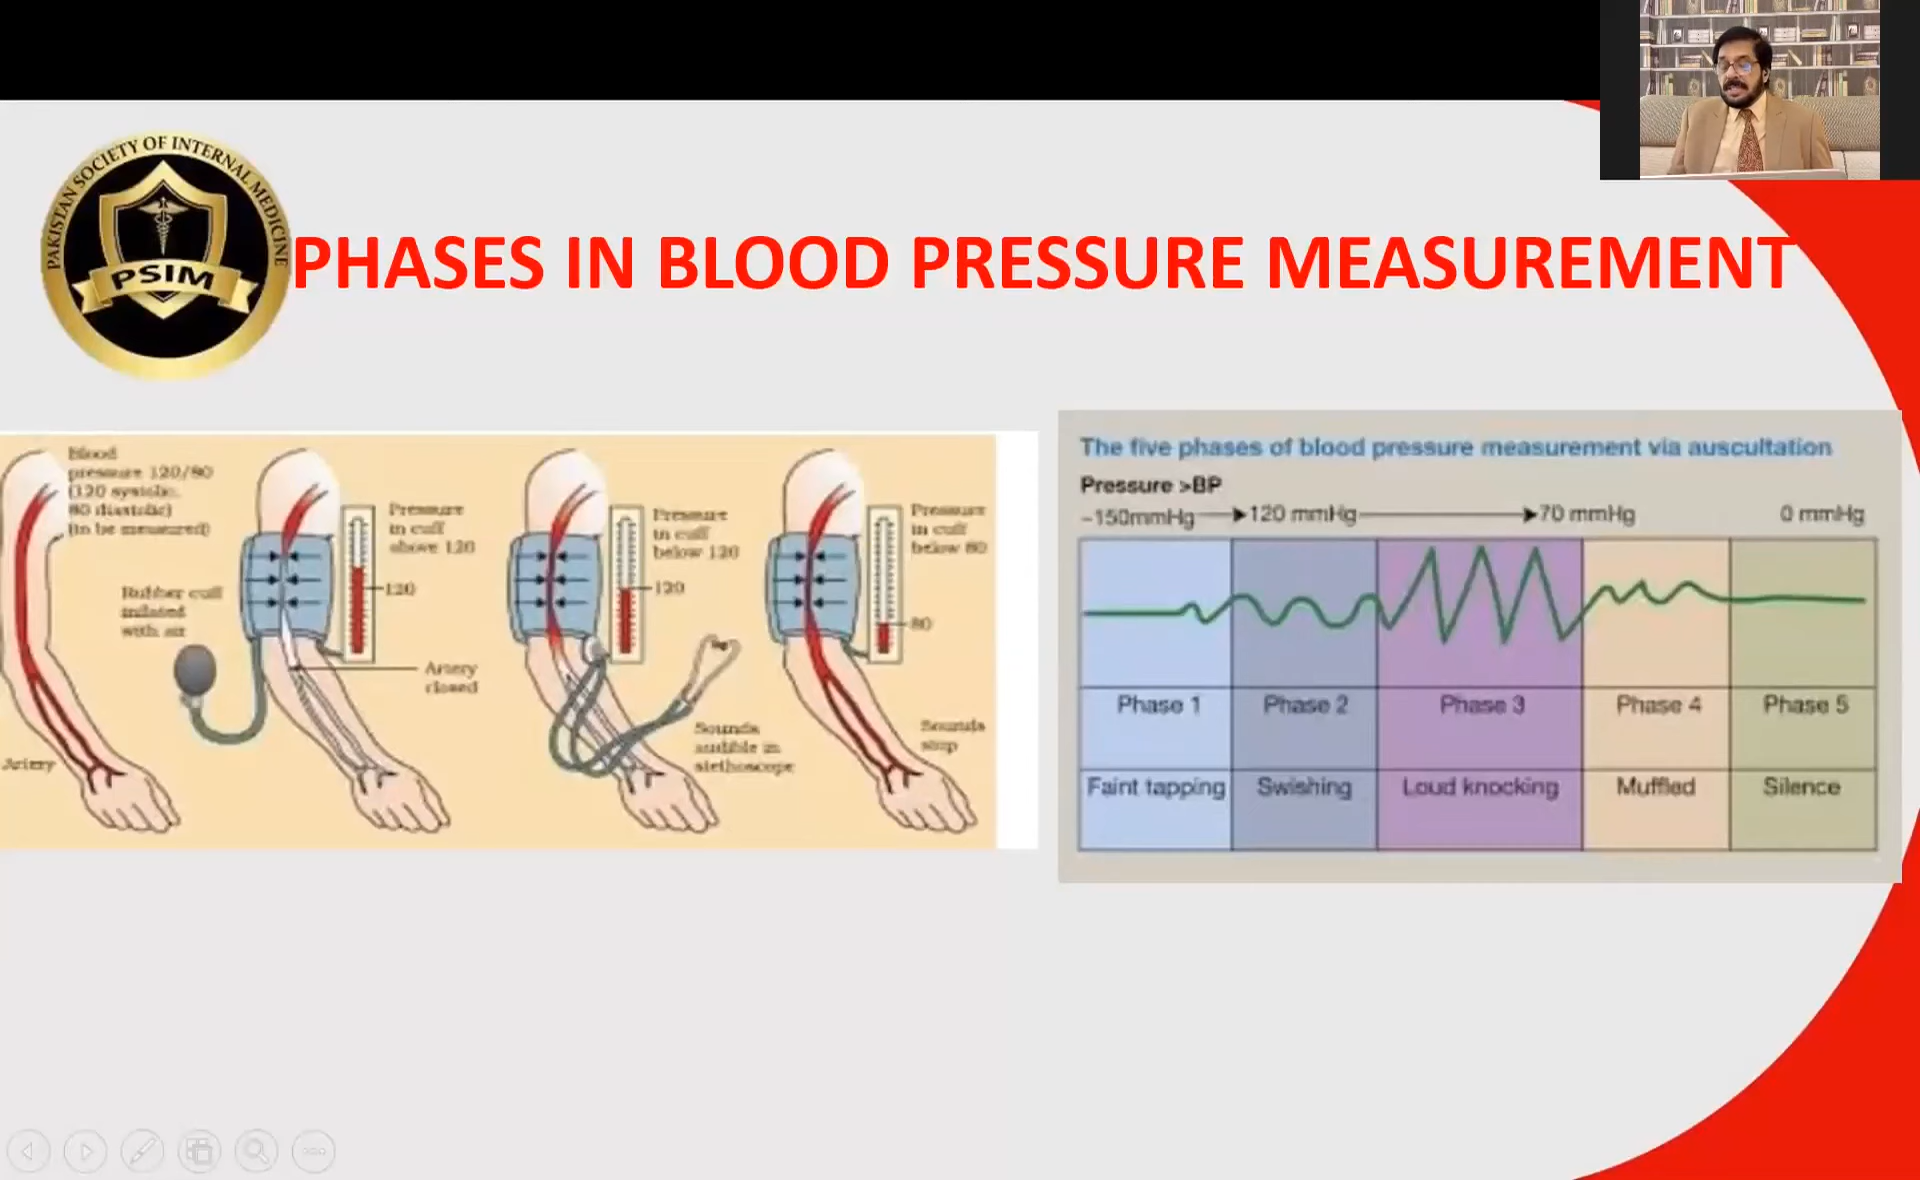 PAKISTAN SOCIETY OF INTERNAL MEDICINE
PSIM
PHASES IN BLOOD PRESSURE MEASUREMENT
Blood
pressure 120/80
(120 systolic,
80 diastolic)
(to be measured)
Rubber cuff
inflated
with air
Artery
Pressure
in cuff
above 120
120
Artery
closed
Pressure
in cuff
below 120
120
Sounds
audible in
stethoscope
Pressure
in cuff
below 80
80
Sounds
stop
The five phases of blood pressure measurement via auscultation
Pressure >BP
~150mmHg 120 mmHg 70 mmHg 0 mmHg
Phase 1 Phase 2 Phase 3 Phase 4 Phase 5
Faint tapping Swishing Loud knocking Muffled Silence